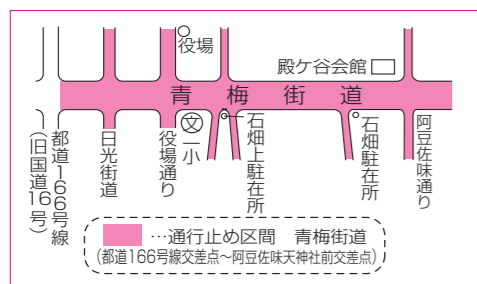 役場
殿ケ谷会館
青梅街道
文
一小
石畑上駐在所
石畑駐在所
阿豆佐味通り
役場通り
日光街道
都道166号線
(旧国道16号)
…通行止め区間 青梅街道
(都道166号線交差点~阿豆佐味天神社前交差点)